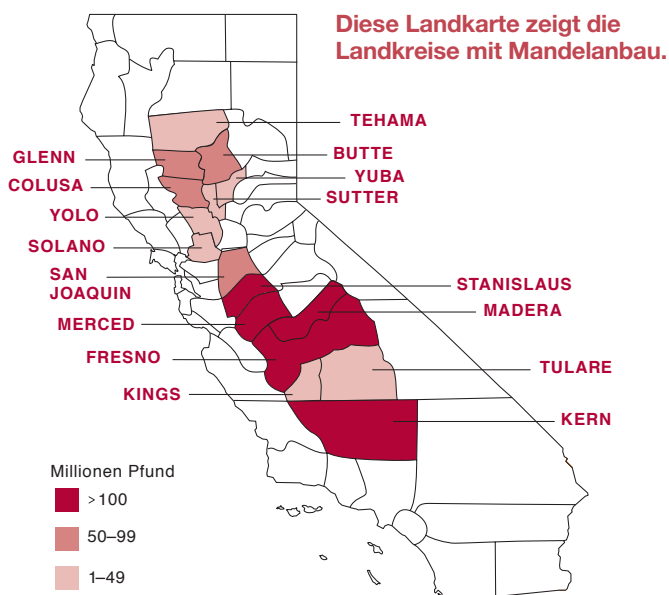 Diese Landkarte zeigt die
Landkreise mit Mandelanbau.
TEHAMA
GLENN
BUTTE
COLUSA
YUBA
SUTTER
YOLO
SOLANO
SAN
JOAQUIN
STANISLAUS
MADERA
MERCED
FRESNO
TULARE
KINGS
KERN
Millionen Pfund
>100
50–99
1–49